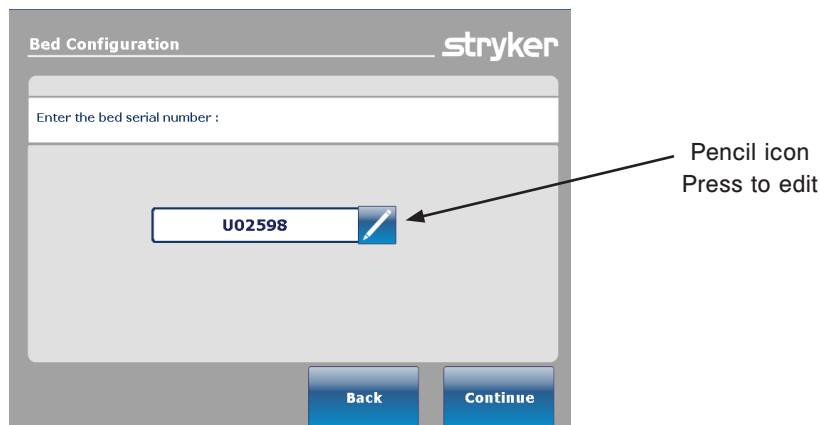 Bed Configuration
stryker
Enter the bed serial number :
Pencil icon
Press to edit
U02598
Back
Continue